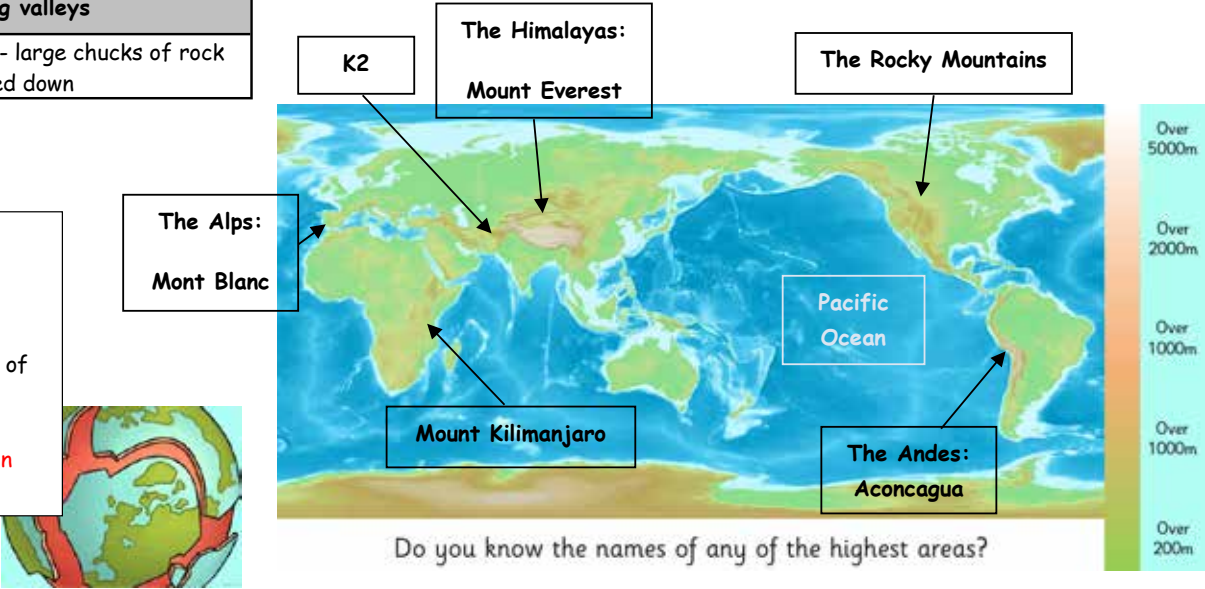 g valleys
- large chucks of rock
ed down
of
n
K2
The Himalayas:
Mount Everest
The Rocky Mountains
The Alps:
Mont Blanc
Pacific
Ocean
Mount Kilimanjaro
The Andes:
Aconcagua
Over
5000m
Over
2000m
Over
1000m
Over
1000m
Over
200m
Do you know the names of any of the highest areas?